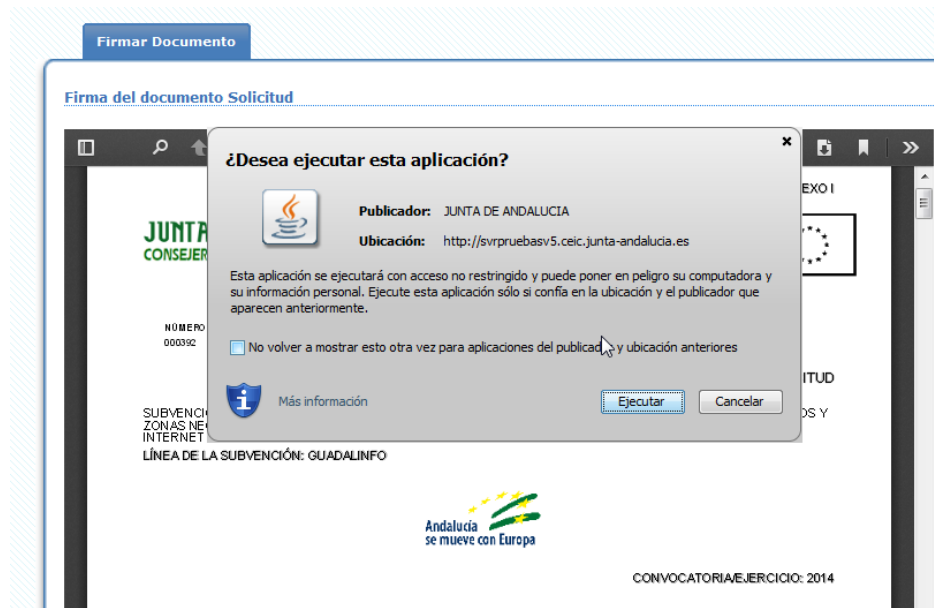 Firmar Documento
Firma del documento Solicitud
¿Desea ejecutar esta aplicación?
EXO I
Publicador: JUNTA DE ANDALUCIA
Ubicación: http://svrpruebasv5.ceic.junta-andalucia.es
JUNTA
CONSEJER
Esta aplicación se ejecutará con acceso no restringido y puede poner en peligro su computadora y
su información personal. Ejecute esta aplicación sólo si confía en la ubicación y el publicador que
aparecen anteriormente.
NÚMERO
000392
No volver a mostrar esto otra vez para aplicaciones del publicado y ubicación anteriores
ITUD
Más información
Ejecutar
Cancelar
SUBVENCI
OS Y
ZONAS NE
INTERNET
LÍNEA DE LA SUBVENCIÓN: GUADALINFO
Andalucía
se mueve con Europa
CONVOCATORIA/EJERCICIO: 2014